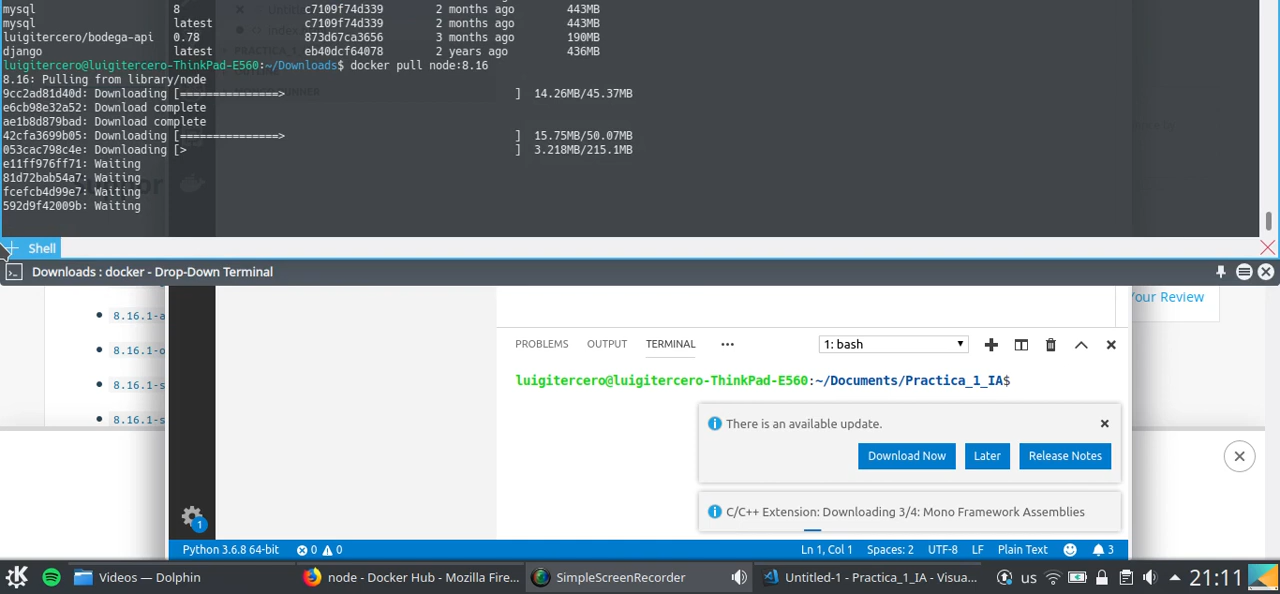 mysql 8 c7109f74d339 2 months ago 443MB
mysql latest c7109f74d339 2 months ago 443MB
luigitercero/bodega-api 0.78 873d67ca3656 3 months ago 190MB
django latest eb40dcf64078 2 years ago 436MB
luigitercero@luigitercero-ThinkPad-E560:~/Downloads$ docker pull node:8.16
8.16: Pulling from library/node
9cc2ad81d40d: Downloading [===============> ] 14.26MB/45.37MB
e6cb98e32a52: Download complete
ae1b8d879bad: Download complete
42cfa3699b05: Downloading [===============> ] 15.75MB/50.07MB
053cac798c4e: Downloading [> ] 3.218MB/215.1MB
e11ff976ff71: Waiting
81d72bab54a7: Waiting
fcefcb4d99e7: Waiting
592d9f42009b: Waiting
Shell
Downloads : docker - Drop-Down Terminal
8.16.1-a
8.16.1-o
8.16.1-s
8.16.1-s
Your Review
PROBLEMS OUTPUT TERMINAL ••• 1: bash
luigitercero@luigitercero-ThinkPad-E560:~/Documents/Practica_1_IA$
There is an available update.
Download Now Later Release Notes
C/C++ Extension: Downloading 3/4: Mono Framework Assemblies
1
Python 3.6.8 64-bit 0 0 Ln 1, Col 1 Spaces: 2 UTF-8 LF Plain Text 3
Videos — Dolphin node - Docker Hub - Mozilla Fire... SimpleScreenRecorder Untitled-1 - Practica_1_IA - Visua... us 21:11